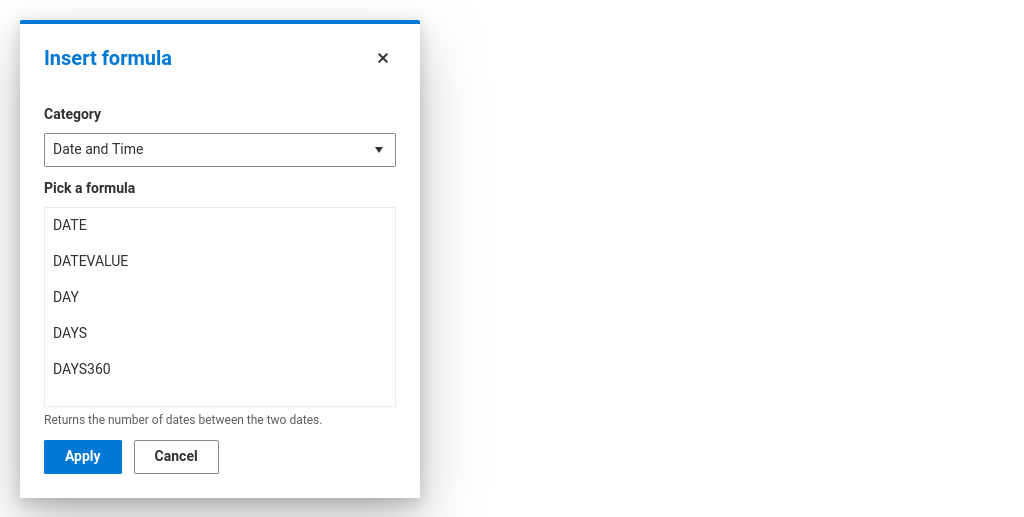 Insert formula
Category
Date and Time
Pick a formula
DATE
DATEVALUE
DAY
DAYS
DAYS360
Returns the number of dates between the two dates.
Apply
Cancel